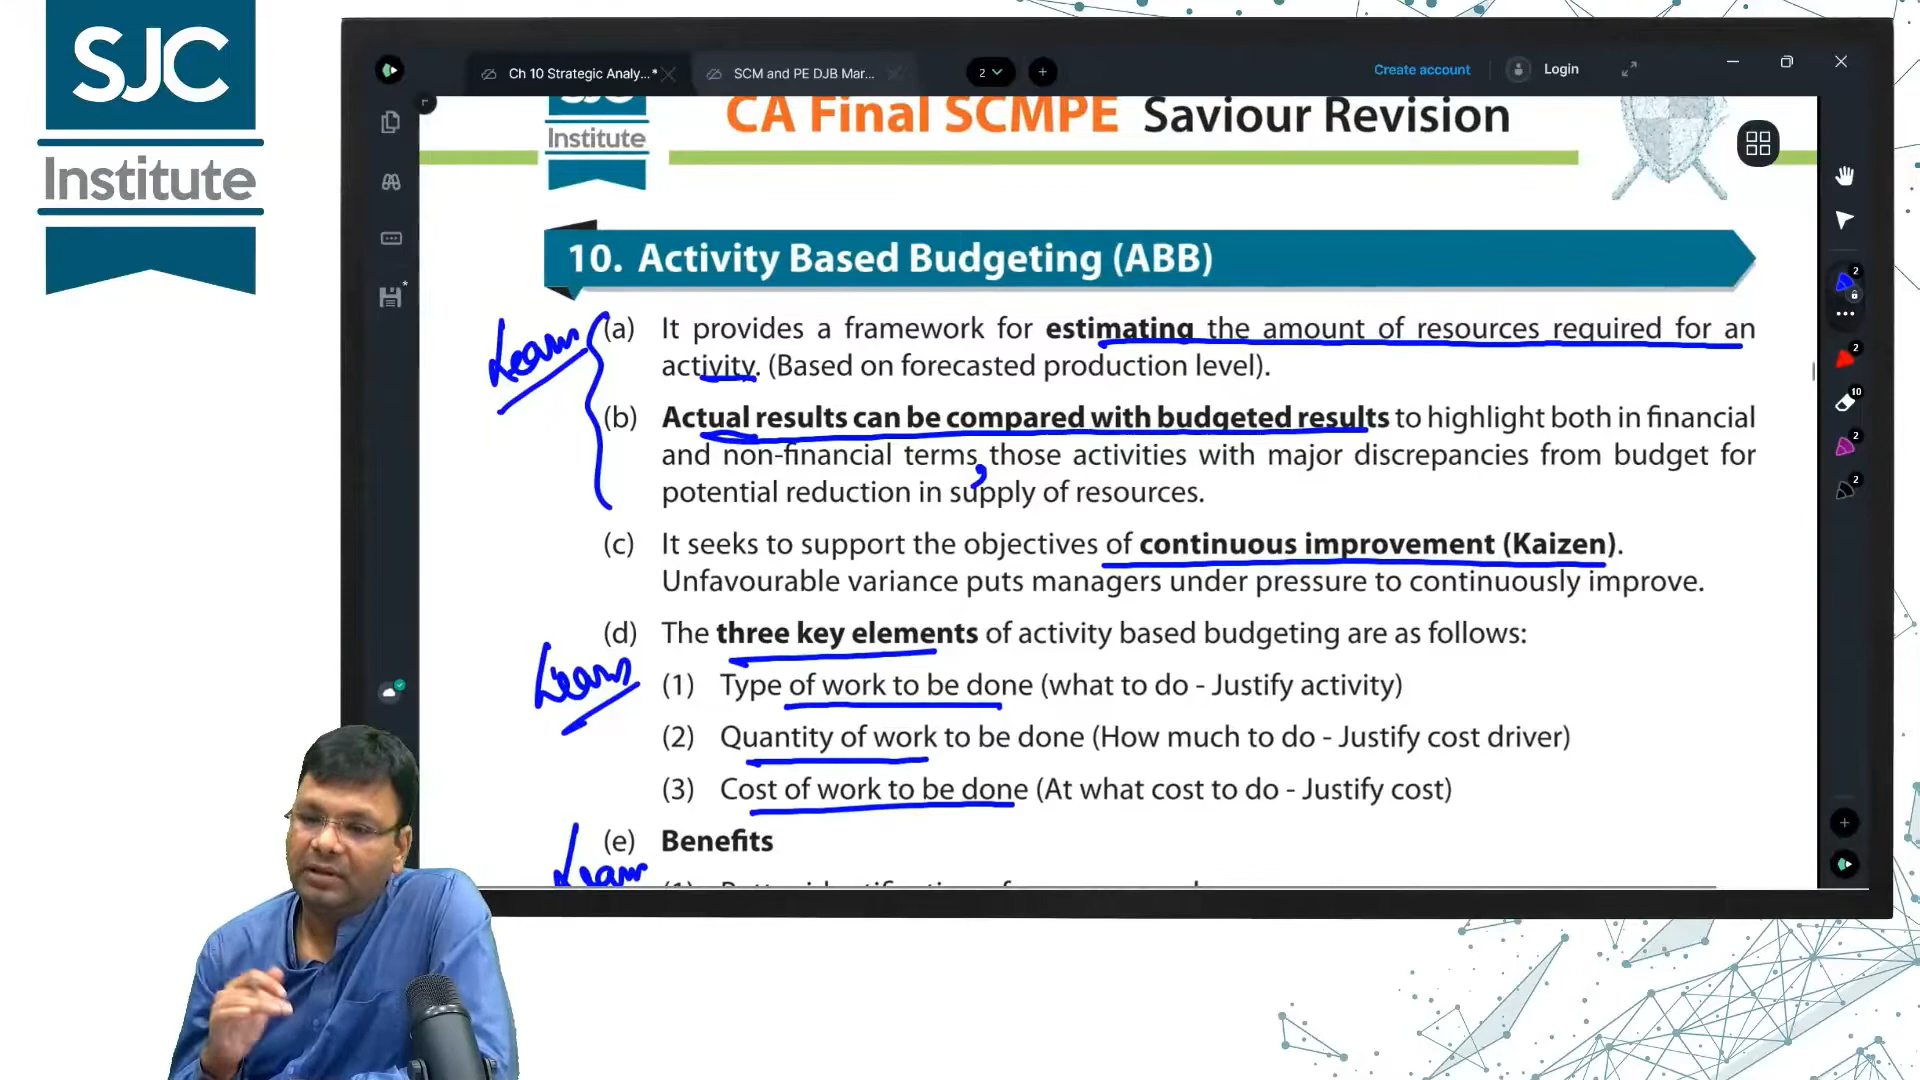 SJC
Institute
Ch 10 Strategic Analy...*
SCM and PE DJB Mar...
2
Create account
Login
Institute
CA Final SCMPE Saviour Revision
10. Activity Based Budgeting (ABB)
Learn
(a) It provides a framework for estimating the amount of resources required for an
activity. (Based on forecasted production level).
(b) Actual results can be compared with budgeted results to highlight both in financial
and non-financial terms, those activities with major discrepancies from budget for
potential reduction in supply of resources.
(c) It seeks to support the objectives of continuous improvement (Kaizen).
Unfavourable variance puts managers under pressure to continuously improve.
(d) The three key elements of activity based budgeting are as follows:
Learn
(1) Type of work to be done (what to do - Justify activity)
(2) Quantity of work to be done (How much to do - Justify cost driver)
(3) Cost of work to be done (At what cost to do - Justify cost)
(e) Benefits
Learn
2
2
10
2
2